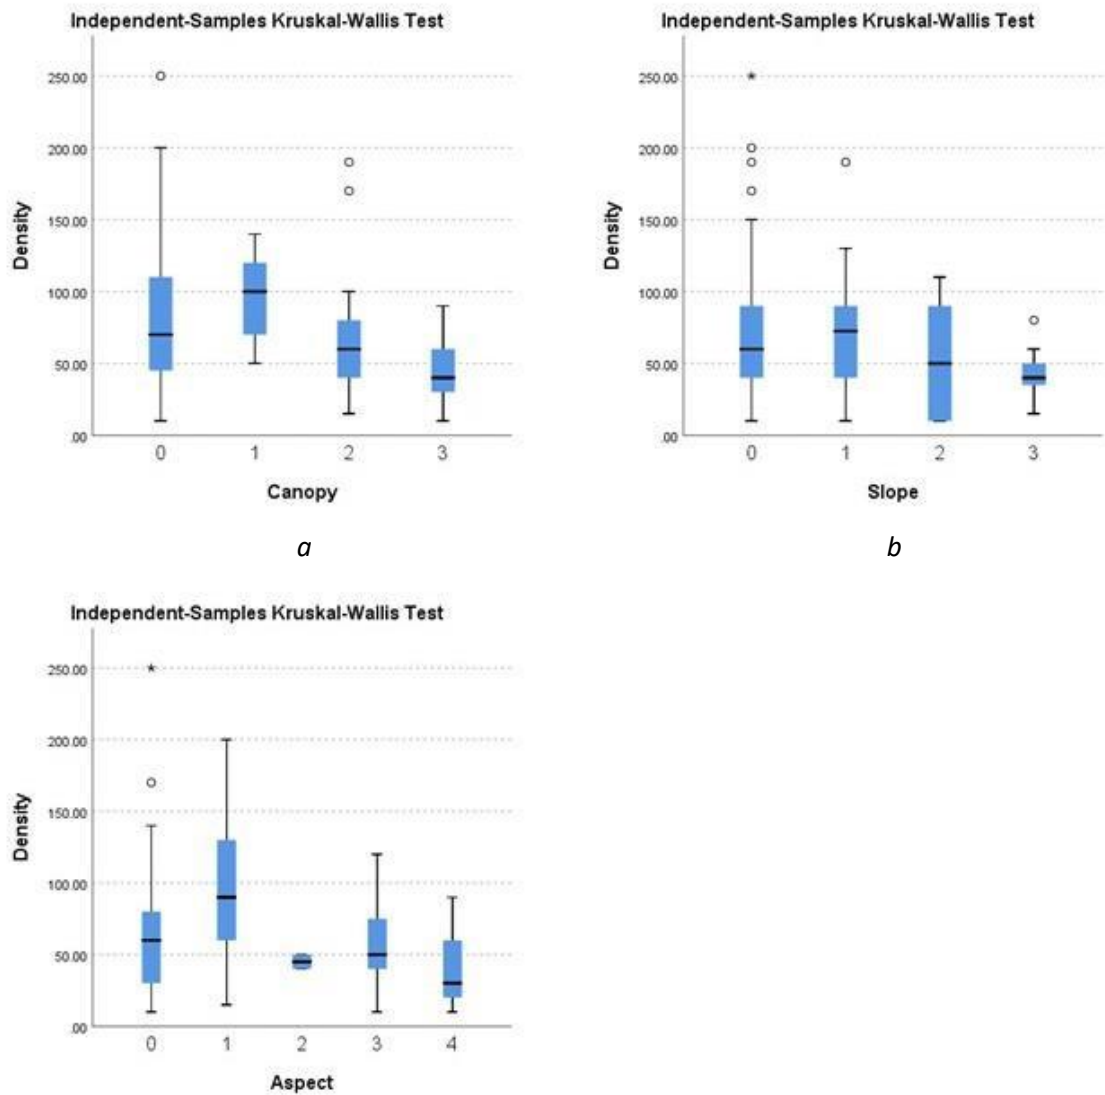 Independent-Samples Kruskal-Wallis Test
250.00
200.00
150.00
100.00
50.00
.00
Density
0 1 2 3
Canopy
a
Independent-Samples Kruskal-Wallis Test
250.00
200.00
150.00
100.00
50.00
.00
Density
0 1 2 3
Slope
b
Independent-Samples Kruskal-Wallis Test
250.00
200.00
150.00
100.00
50.00
.00
Density
0 1 2 3 4
Aspect